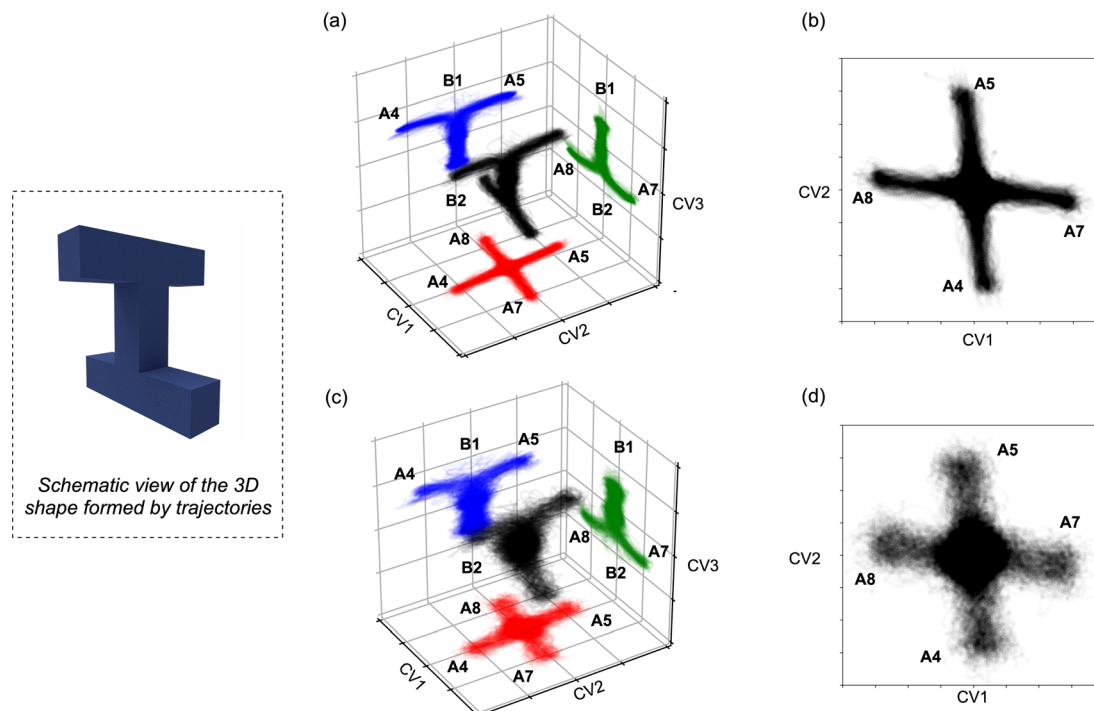 (a)
(b)
B1
A5
A4
B1
A8
A7
B2
B2
CV3
A8
A5
A4
A7
CV1
CV2
A5
CV2
A8
A7
A4
CV1
Schematic view of the 3D
shape formed by trajectories
(c)
(d)
B1
A5
A4
B1
A8
A7
B2
B2
CV3
A8
A5
A4
A7
CV1
CV2
A5
A7
CV2
A8
A4
CV1